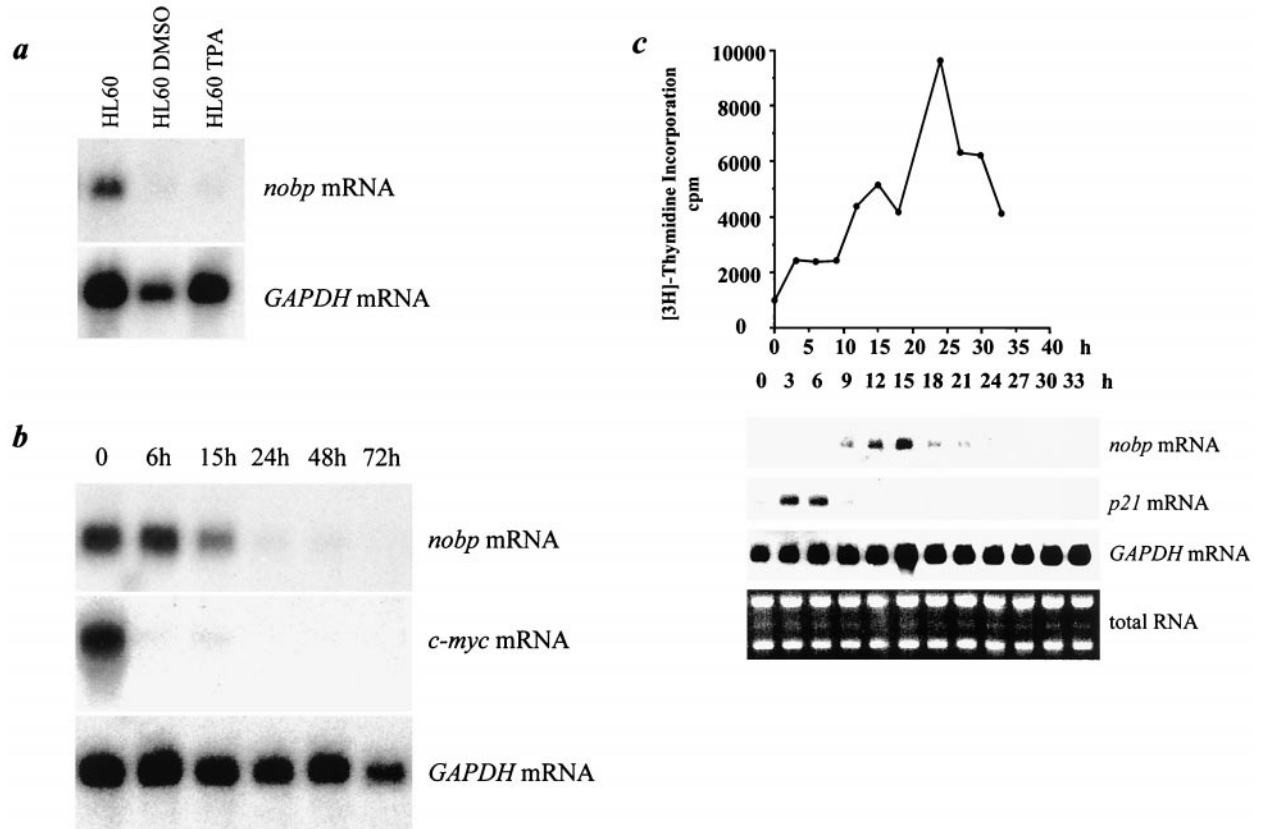 a
HL60
HL60 DMSO
HL60 TPA
nobp mRNA
GAPDH mRNA
b
0 6h 15h 24h 48h 72h
nobp mRNA
c-myc mRNA
GAPDH mRNA
c
[3H]-Thymidine Incorporation
cpm
10000
8000
6000
4000
2000
0
0 5 10 15 20 25 30 35 40 h
0 3 6 9 12 15 18 21 24 27 30 33 h
nobp mRNA
p21 mRNA
GAPDH mRNA
total RNA